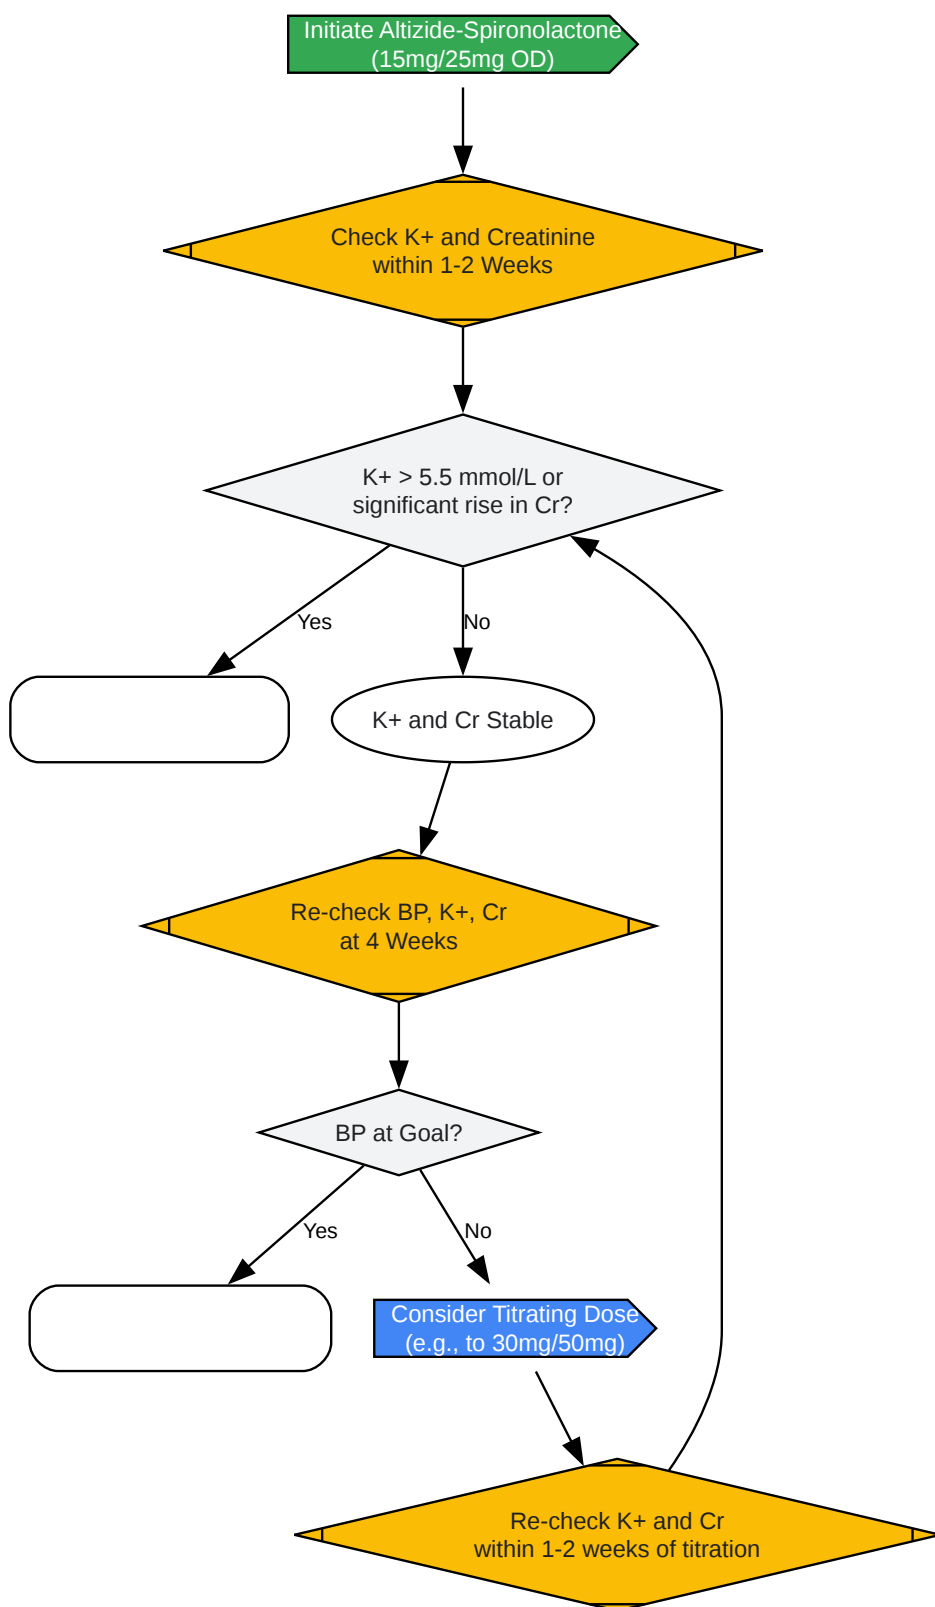 Initiate Altizide-Spironolactone
(15mg/25mg OD)
Check K+ and Creatinine
within 1-2 Weeks
K+ > 5.5 mmol/L or
significant rise in Cr?
Yes
No
K+ and Cr Stable
Re-check BP, K+, Cr
at 4 Weeks
BP at Goal?
Yes
No
Consider Titrating Dose
(e.g., to 30mg/50mg)
Re-check K+ and Cr
within 1-2 weeks of titration